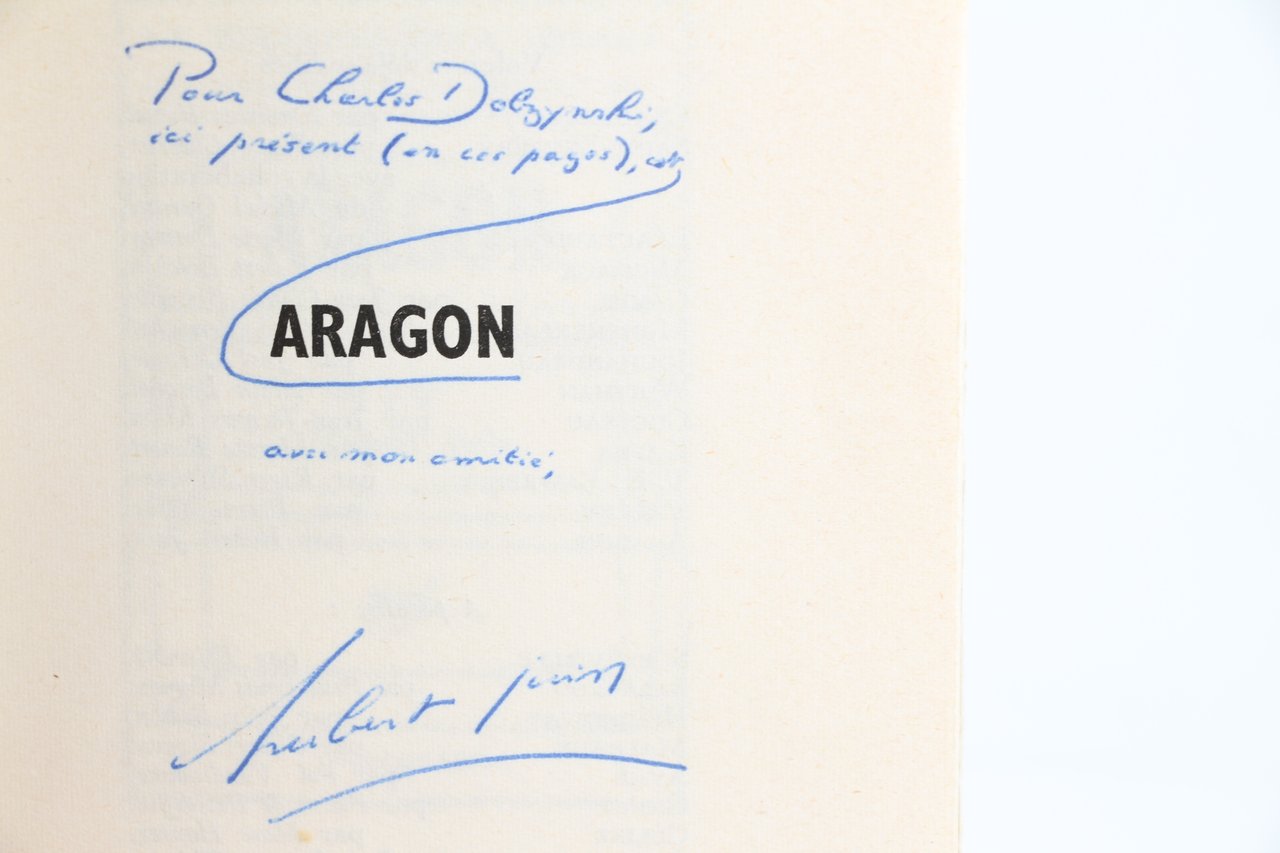 Pour Charles Dobzynski,
ici présent (en ces pages), cet
ARAGON
avec mon amitié,
hubert juin